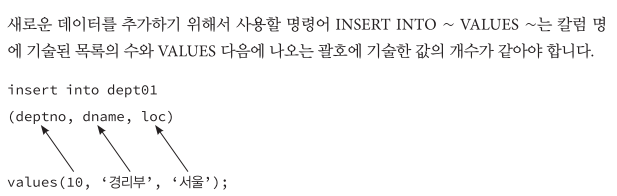 새로운 데이터를 추가하기 위해서 사용할 명령어 INSERT INTO ~ VALUES ~는 칼럼 명
에 기술된 목록의 수와 VALUES 다음에 나오는 괄호에 기술한 값의 개수가 같아야 합니다.
insert into dept01
(deptno, dname, loc)
values(10, ‘경리부’, ‘서울’);